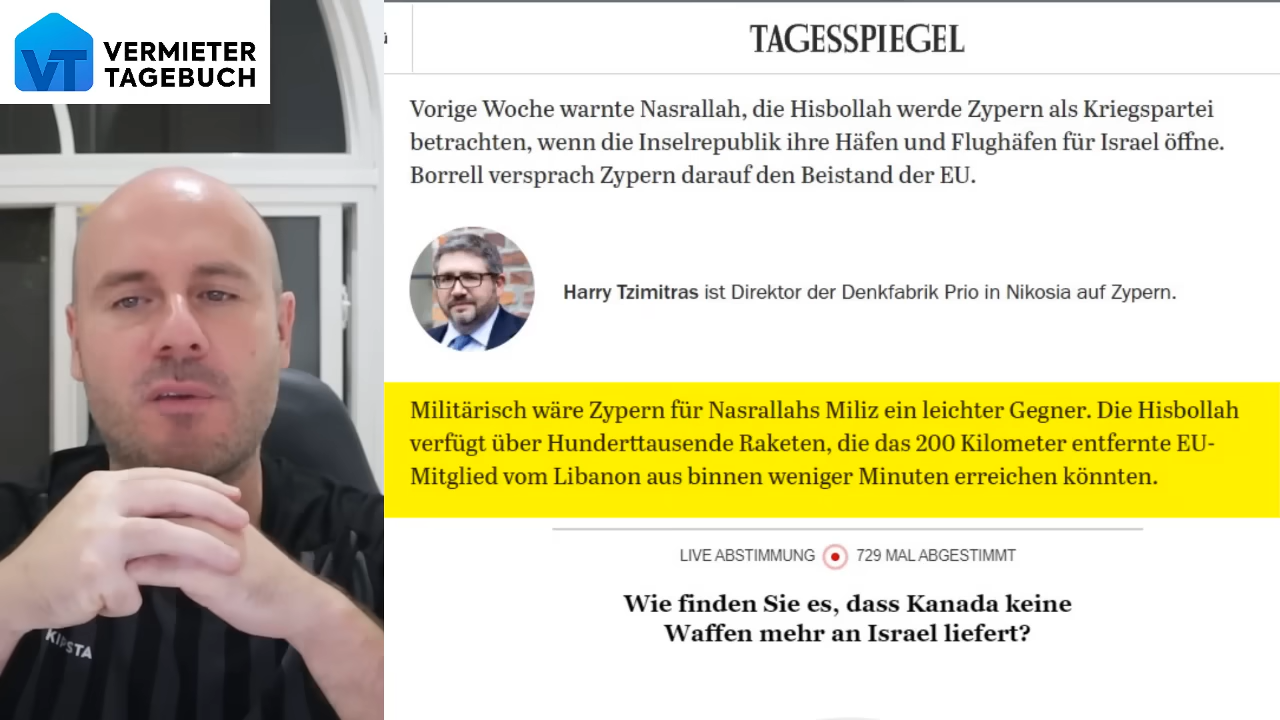 VERMIETER
TAGEBUCH
VT
TAGESSPIEGEL
Vorige Woche warnte Nasrallah, die Hisbollah werde Zypern als Kriegspartei
betrachten, wenn die Inselrepublik ihre Häfen und Flughäfen für Israel öffne.
Borrell versprach Zypern darauf den Beistand der EU.
Harry Tzimitras ist Direktor der Denkfabrik Prio in Nikosia auf Zypern.
Militärisch wäre Zypern für Nasrallahs Miliz ein leichter Gegner. Die Hisbollah
verfügt über Hunderttausende Raketen, die das 200 Kilometer entfernte EU-
Mitglied vom Libanon aus binnen weniger Minuten erreichen könnten.
LIVE ABSTIMMUNG 729 MAL ABGESTIMMT
Wie finden Sie es, dass Kanada keine
Waffen mehr an Israel liefert?
KIPSTA